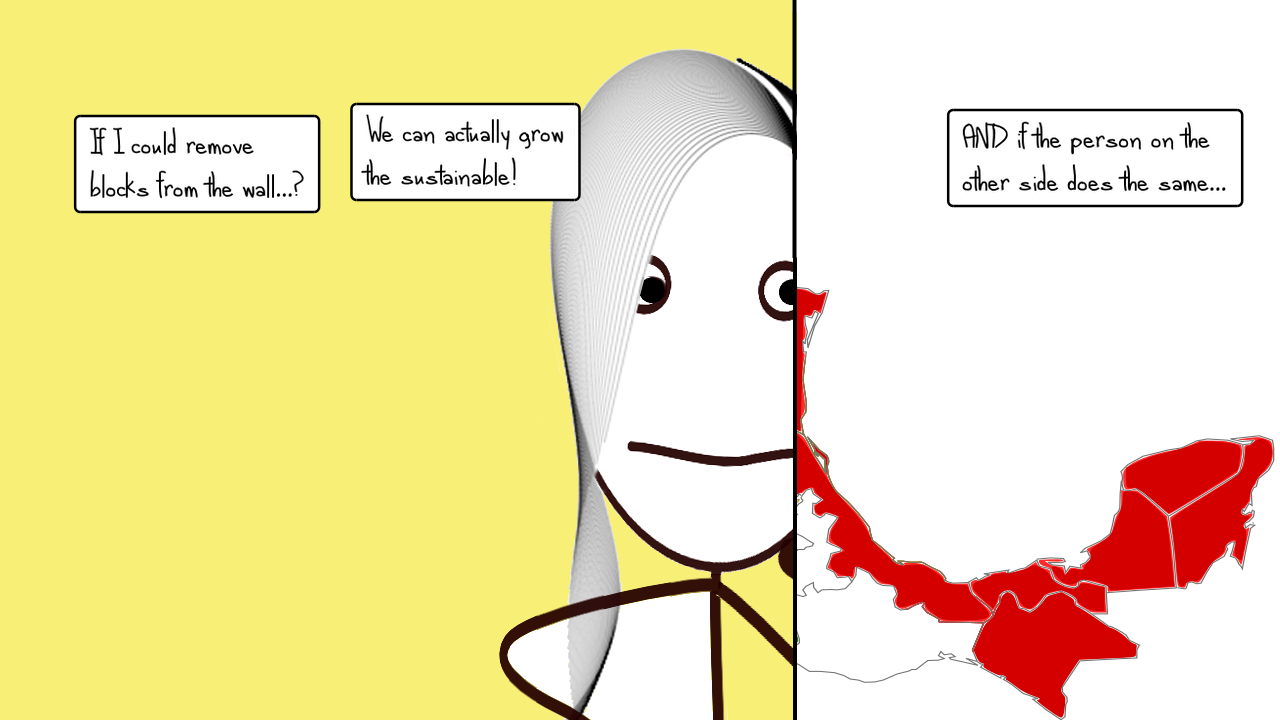 If I could remove
blocks from the wall...?
We can actually grow
the sustainable!
AND if the person on the
other side does the same...